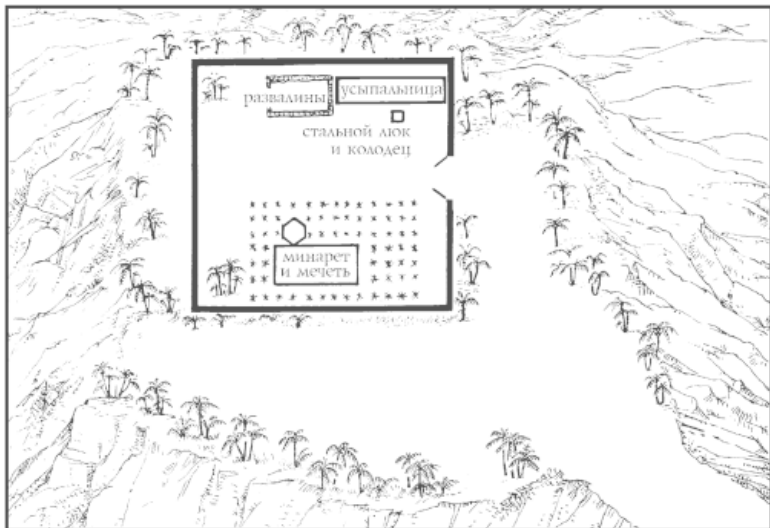 усыпальница
развалины
стальной люк
и колодец
минарет
и мечеть